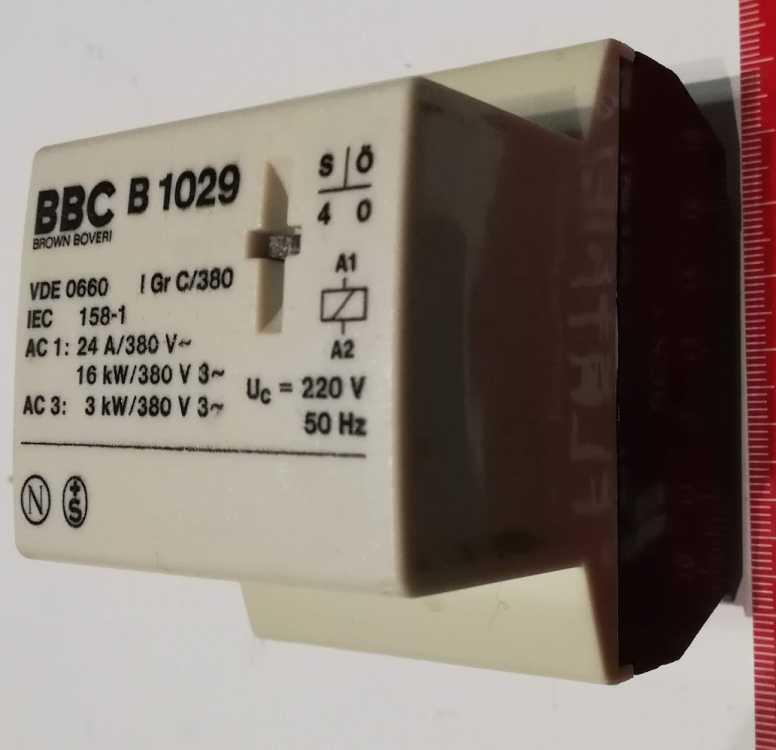 BBC B 1029
BROWN BOVERI
S Ö
4 0
VDE 0660 I Gr C/380
IEC 158-1
AC 1: 24 A/380 V~
16 kW/380 V 3~
AC 3: 3 kW/380 V 3~
A1
A2
Uc = 220 V
50 Hz
N
+S